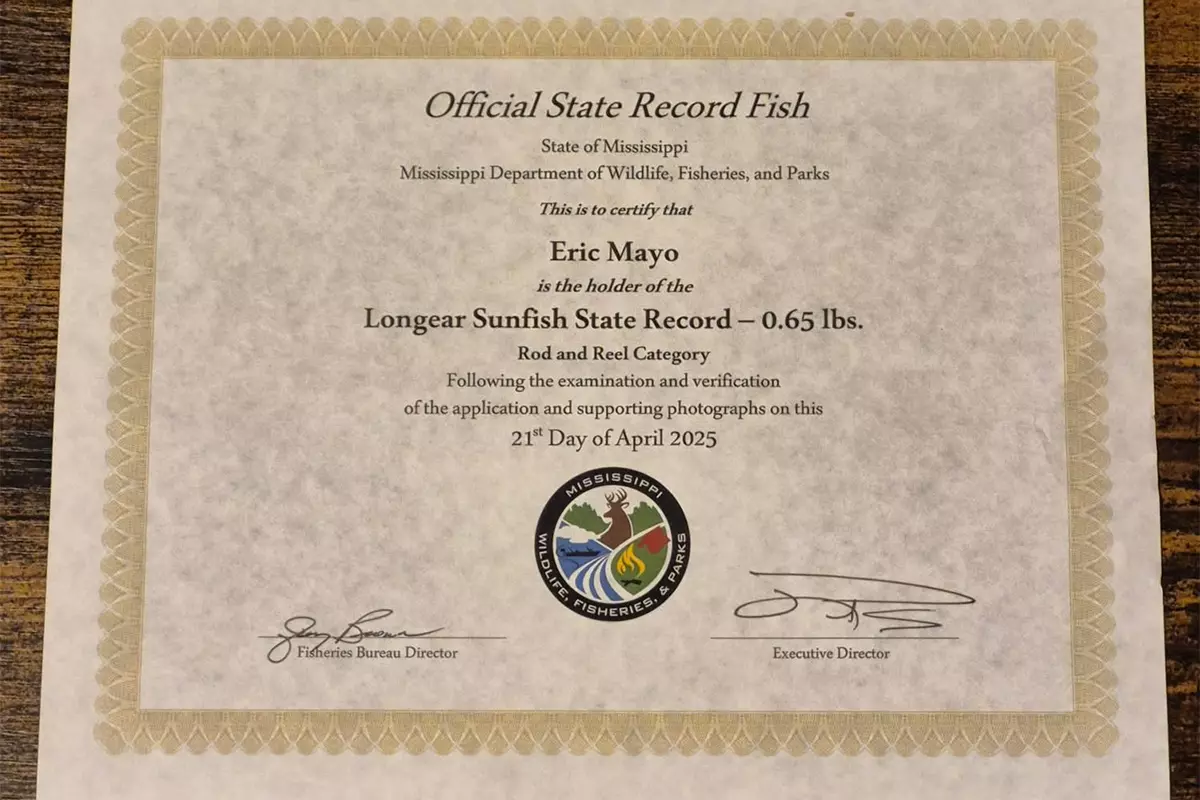 Official State Record Fish
State of Mississippi
Mississippi Department of Wildlife, Fisheries, and Parks
This is to certify that
Eric Mayo
is the holder of the
Longear Sunfish State Record – 0.65 lbs.
Rod and Reel Category
Following the examination and verification
of the application and supporting photographs on this
21st Day of April 2025
MISSISSIPPI
WILDLIFE, FISHERIES, & PARKS
Fisheries Bureau Director
Executive Director